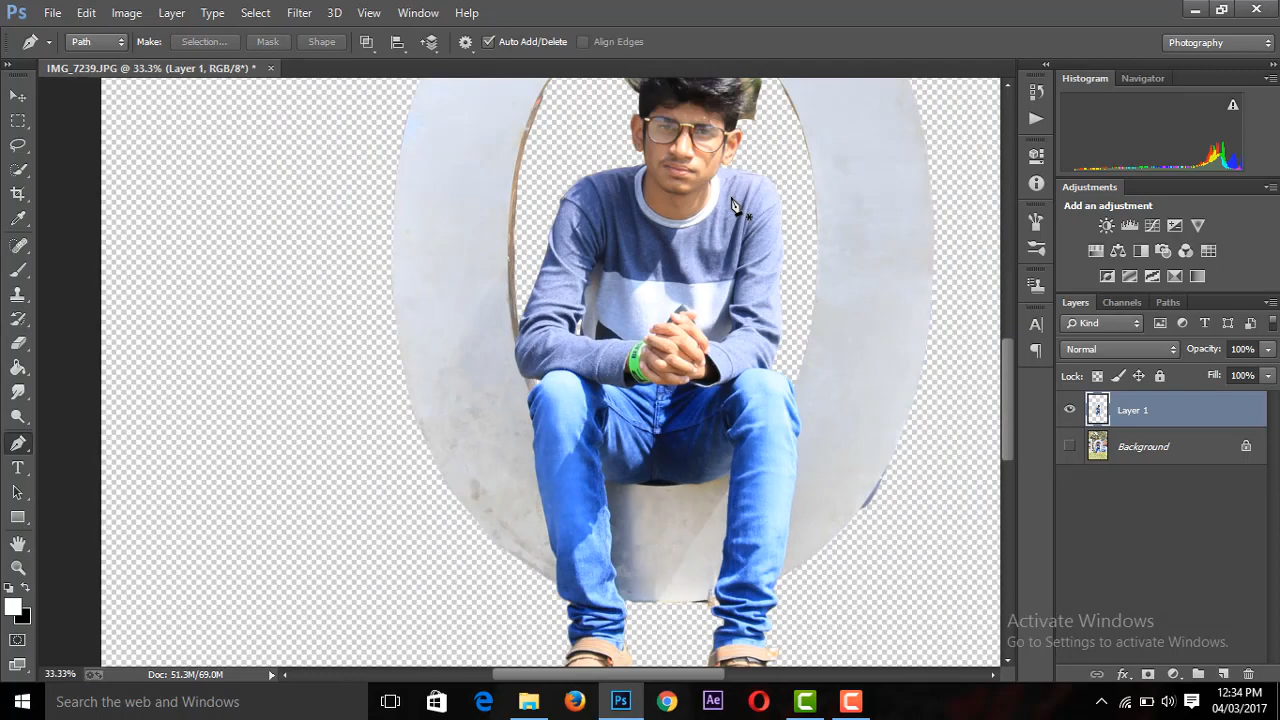 Ps File Edit Image Layer Type Select Filter 3D View Window Help
Path Make: Selection... Mask Shape Auto Add/Delete Align Edges Photography
IMG_7239.JPG @ 33.3% (Layer 1, RGB/8*) * ×
Histogram Navigator
Adjustments
Add an adjustment
Layers Channels Paths
Kind
Normal Opacity: 100%
Lock: Fill: 100%
Layer 1
Background
Activate Windows
Go to Settings to activate Windows.
33.33% Doc: 51.3M/69.0M
Search the web and Windows
Ps Ae
12:34 PM
04/03/2017